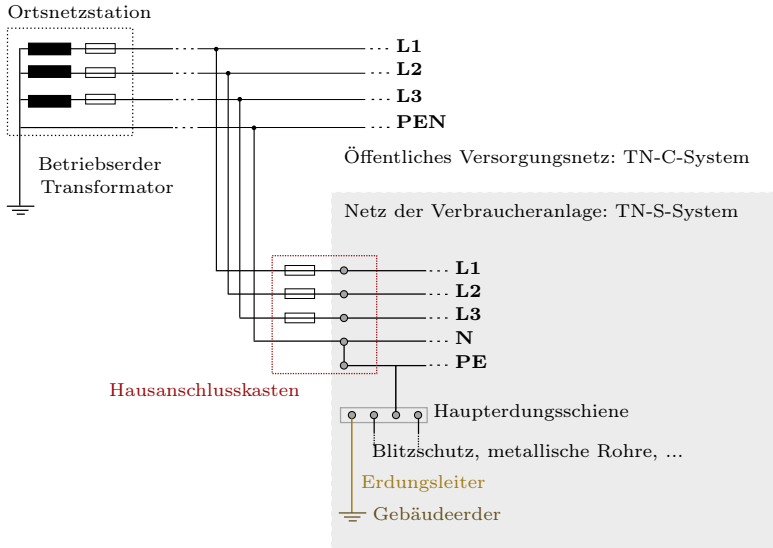 Ortsnetzstation
L1
L2
L3
PEN
Betriebserder
Transformator
Öffentliches Versorgungsnetz: TN-C-System
Netz der Verbraucheranlage: TN-S-System
L1
L2
L3
N
PE
Hausanschlusskasten
Haupterdungsschiene
Blitzschutz, metallische Rohre, ...
Erdungsleiter
Gebäudeerder